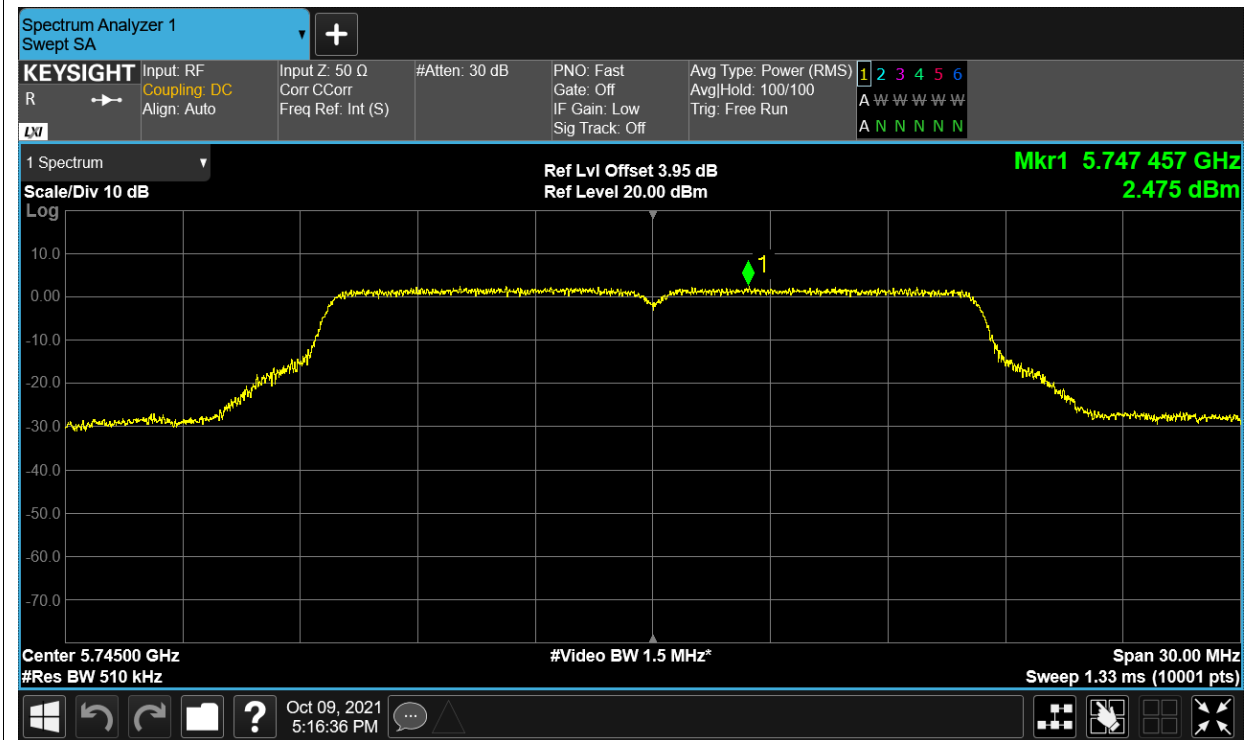 Spectrum Analyzer 1
Swept SA
+
KEYSIGHT
R
LXI
Input: RF
Coupling: DC
Align: Auto
Input Z: 50 Ω
Corr CCorr
Freq Ref: Int (S)
#Atten: 30 dB
PNO: Fast
Gate: Off
IF Gain: Low
Sig Track: Off
Avg Type: Power (RMS)
Avg|Hold: 100/100
Trig: Free Run
1 2 3 4 5 6
A W W W W W
A N N N N N
1 Spectrum
Scale/Div 10 dB
Log
Ref Lvl Offset 3.95 dB
Ref Level 20.00 dBm
Mkr1 5.747 457 GHz
2.475 dBm
10.0
0.00
-10.0
-20.0
-30.0
-40.0
-50.0
-60.0
-70.0
1
Center 5.74500 GHz
#Res BW 510 kHz
#Video BW 1.5 MHz*
Span 30.00 MHz
Sweep 1.33 ms (10001 pts)
?
Oct 09, 2021
5:16:36 PM